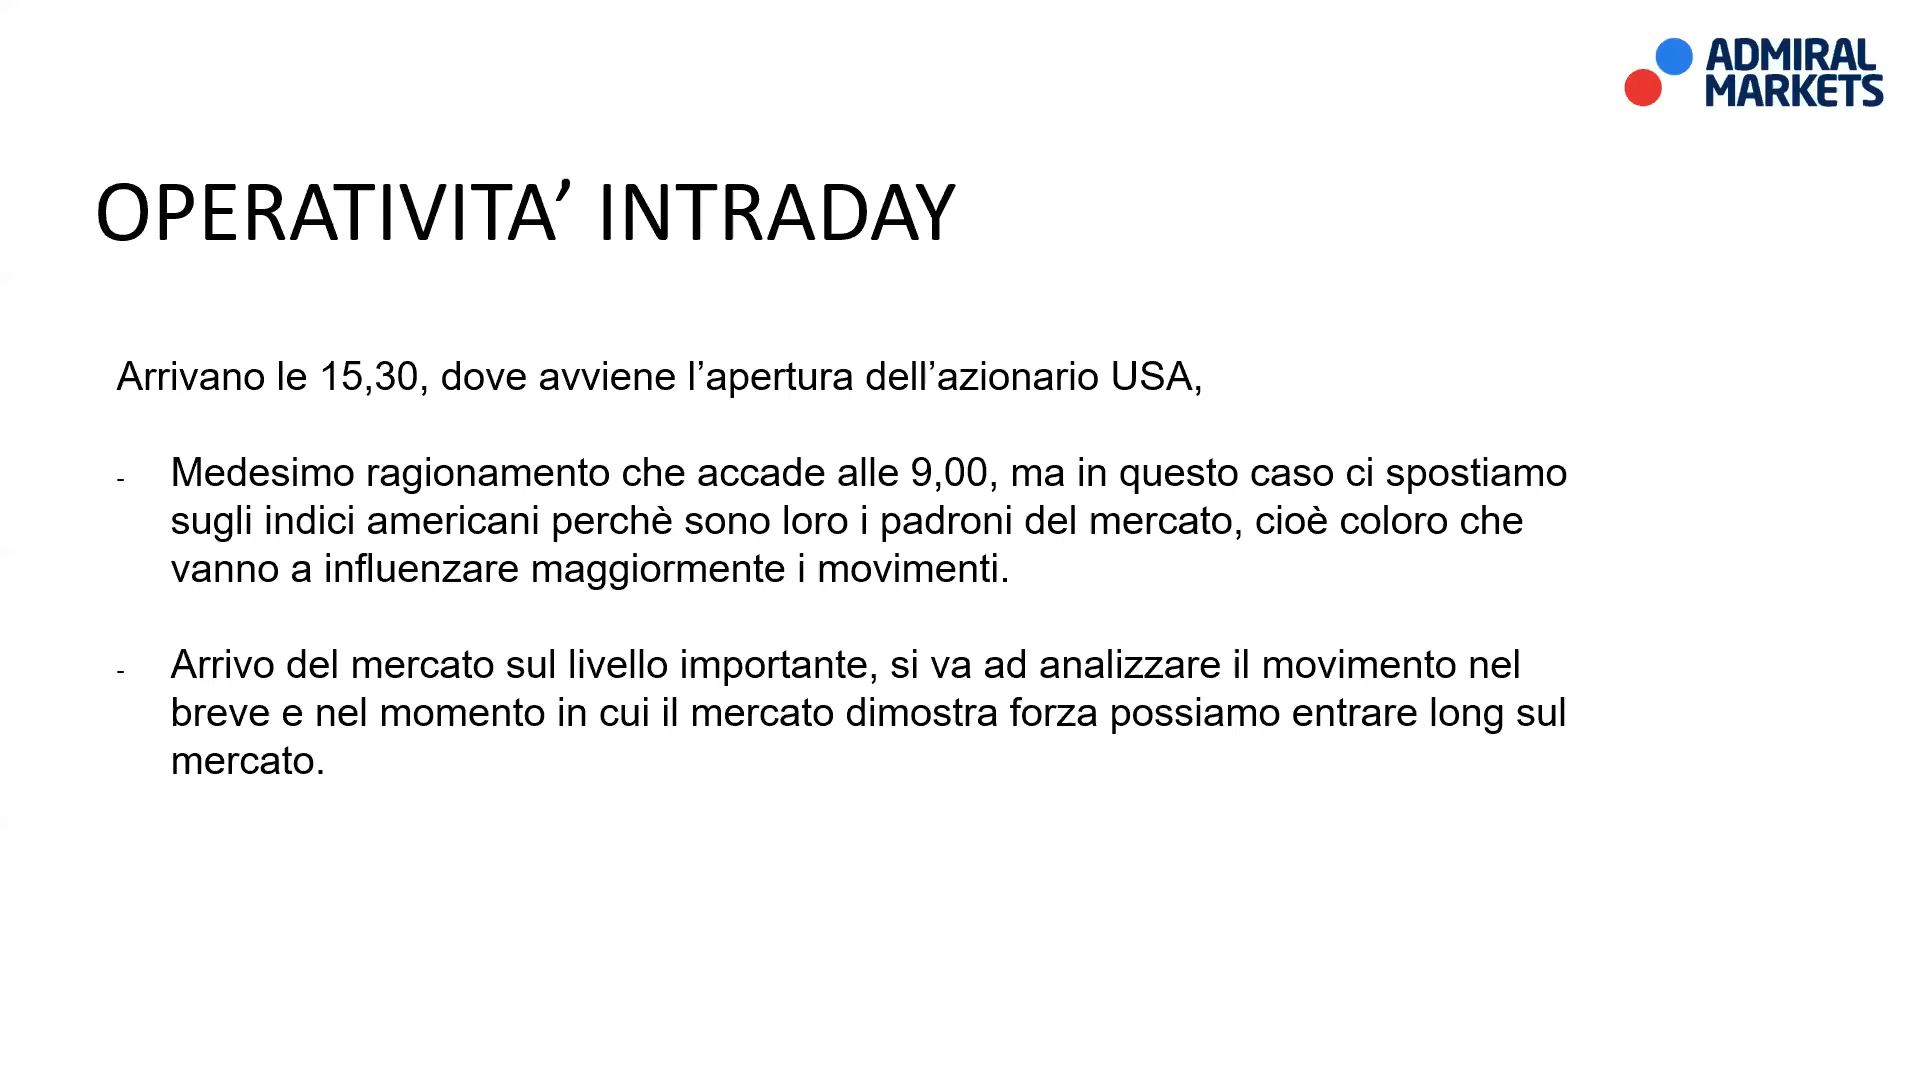 ADMIRAL
MARKETS
OPERATIVITA’ INTRADAY
Arrivano le 15,30, dove avviene l’apertura dell’azionario USA,
- Medesimo ragionamento che accade alle 9,00, ma in questo caso ci spostiamo
sugli indici americani perchè sono loro i padroni del mercato, cioè coloro che
vanno a influenzare maggiormente i movimenti.
- Arrivo del mercato sul livello importante, si va ad analizzare il movimento nel
breve e nel momento in cui il mercato dimostra forza possiamo entrare long sul
mercato.